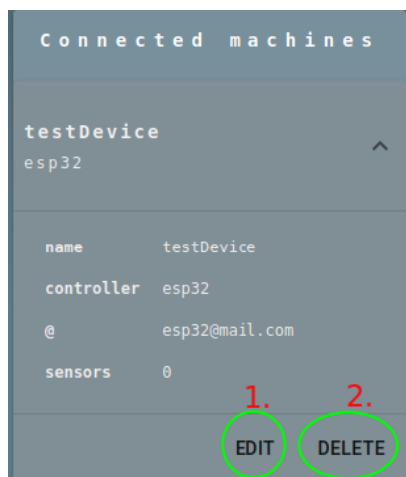 Connected machines
testDevice
esp32
name testDevice
controller esp32
@ esp32@mail.com
sensors 0
1. 2.
EDIT DELETE